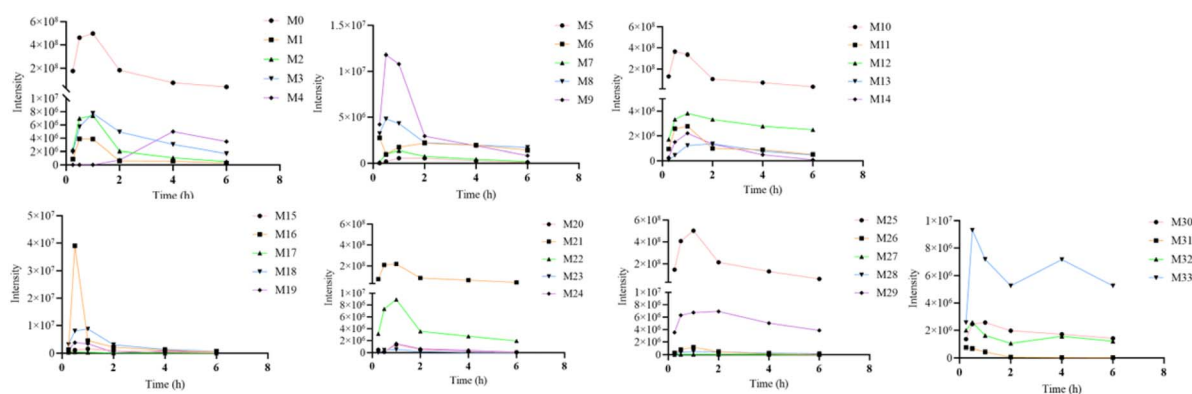 6×10⁸
4×10⁸
2×10⁸
1×10⁷
8×10⁶
6×10⁶
4×10⁶
2×10⁶
0
Intensity
0 2 4 6 8
Time (h)
M0
M1
M2
M3
M4
1.5×10⁷
1×10⁷
5×10⁶
0
Intensity
0 2 4 6 8
Time (h)
M5
M6
M7
M8
M9
8×10⁸
6×10⁸
4×10⁸
2×10⁸
6×10⁶
4×10⁶
2×10⁶
0
Intensity
0 2 4 6 8
Time (h)
M10
M11
M12
M13
M14
5×10⁷
4×10⁷
3×10⁷
2×10⁷
1×10⁷
0
Intensity
0 2 4 6 8
Time (h)
M15
M16
M17
M18
M19
6×10⁸
4×10⁸
2×10⁸
1×10⁷
8×10⁶
6×10⁶
4×10⁶
2×10⁶
0
Intensity
0 2 4 6 8
Time (h)
M20
M21
M22
M23
M24
6×10⁸
4×10⁸
2×10⁸
1×10⁷
8×10⁶
6×10⁶
4×10⁶
2×10⁶
0
Intensity
0 2 4 6 8
Time (h)
M25
M26
M27
M28
M29
1×10⁷
8×10⁶
6×10⁶
4×10⁶
2×10⁶
0
Intensity
0 2 4 6 8
Time (h)
M30
M31
M32
M33